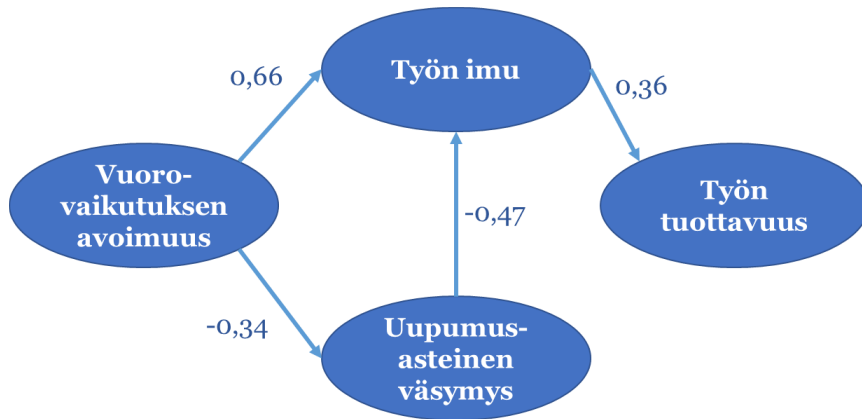 Työn imu
0,66
0,36
Vuoro-
vaikutuksen
avoimuus
Työn
tuottavuus
-0,47
-0,34
Uupumus-
asteinen
väsymys